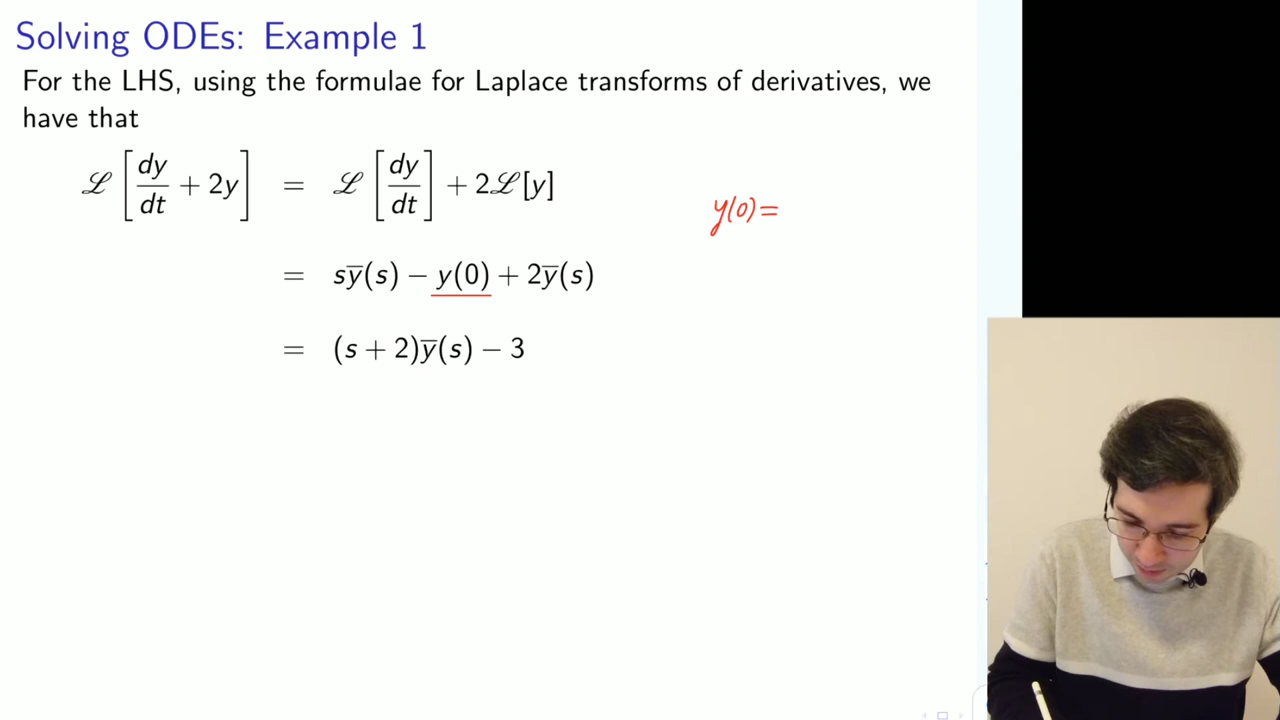 Solving ODEs: Example 1
For the LHS, using the formulae for Laplace transforms of derivatives, we
have that
ℒ[dy/dt + 2y] = ℒ[dy/dt] + 2ℒ[y]
y(0)=
= sȳ(s) − y(0) + 2ȳ(s)
= (s + 2)ȳ(s) − 3